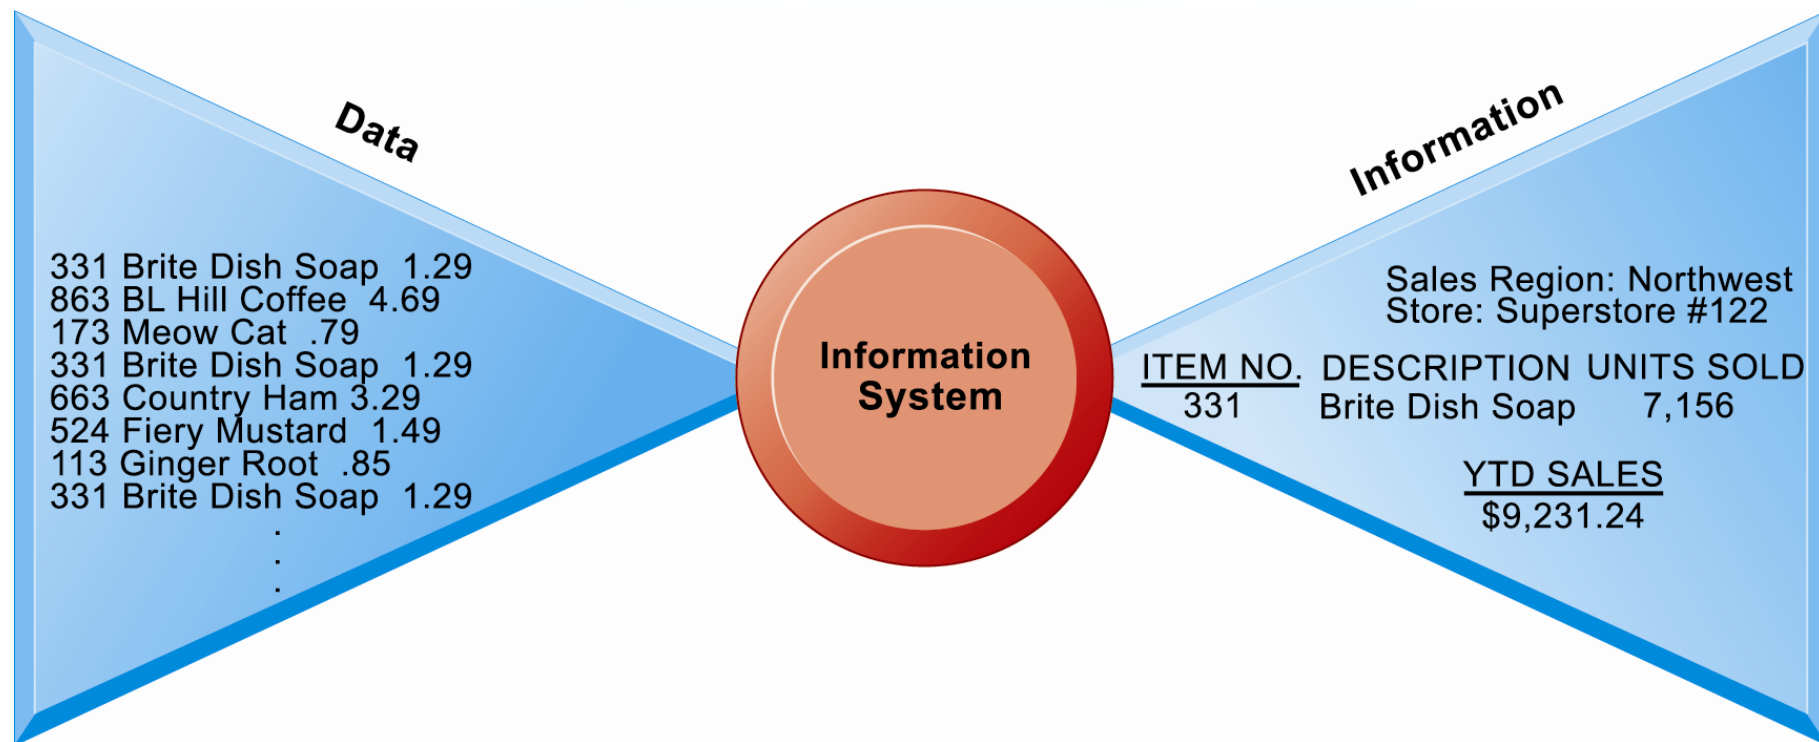 Data
331 Brite Dish Soap 1.29
863 BL Hill Coffee 4.69
173 Meow Cat .79
331 Brite Dish Soap 1.29
663 Country Ham 3.29
524 Fiery Mustard 1.49
113 Ginger Root .85
331 Brite Dish Soap 1.29
.
.
.
Information
System
Information
Sales Region: Northwest
Store: Superstore #122
ITEM NO. DESCRIPTION UNITS SOLD
331 Brite Dish Soap 7,156
YTD SALES
$9,231.24